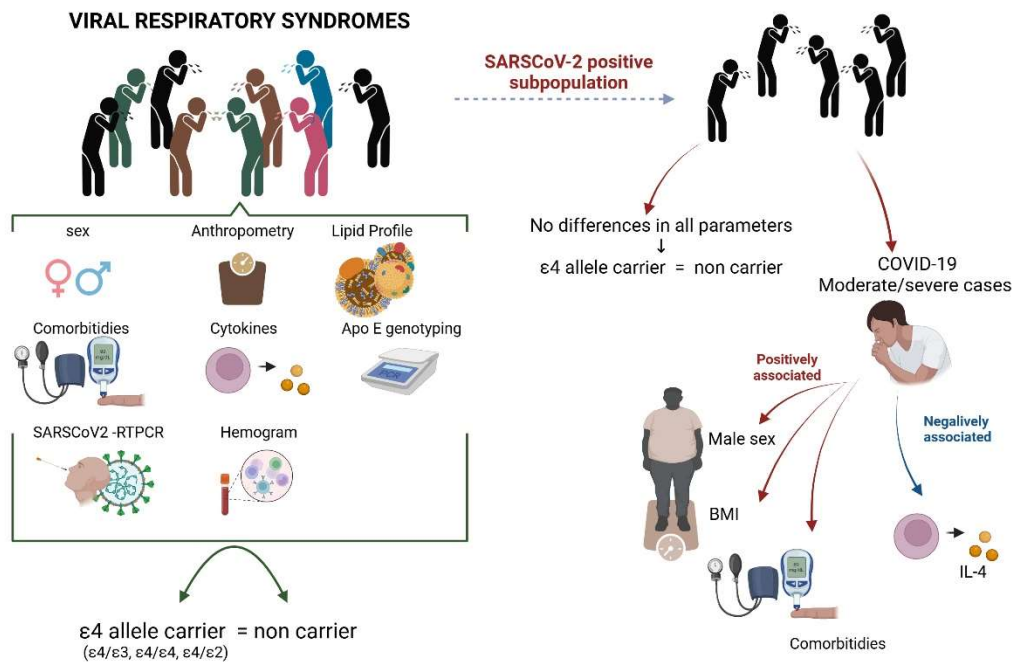 VIRAL RESPIRATORY SYNDROMES
sex
Anthropometry
Lipid Profile
Comorbitidies
Cytokines
Apo E genotyping
PCR
SARSCoV2 -RTPCR
Hemogram
ε4 allele carrier = non carrier
(ε4/ε3, ε4/ε4, ε4/ε2)
SARSCoV-2 positive
subpopulation
No differences in all parameters
↓
ε4 allele carrier = non carrier
COVID-19
Moderate/severe cases
Positively
associated
Negalively
associated
Male sex
BMI
IL-4
Comorbitidies